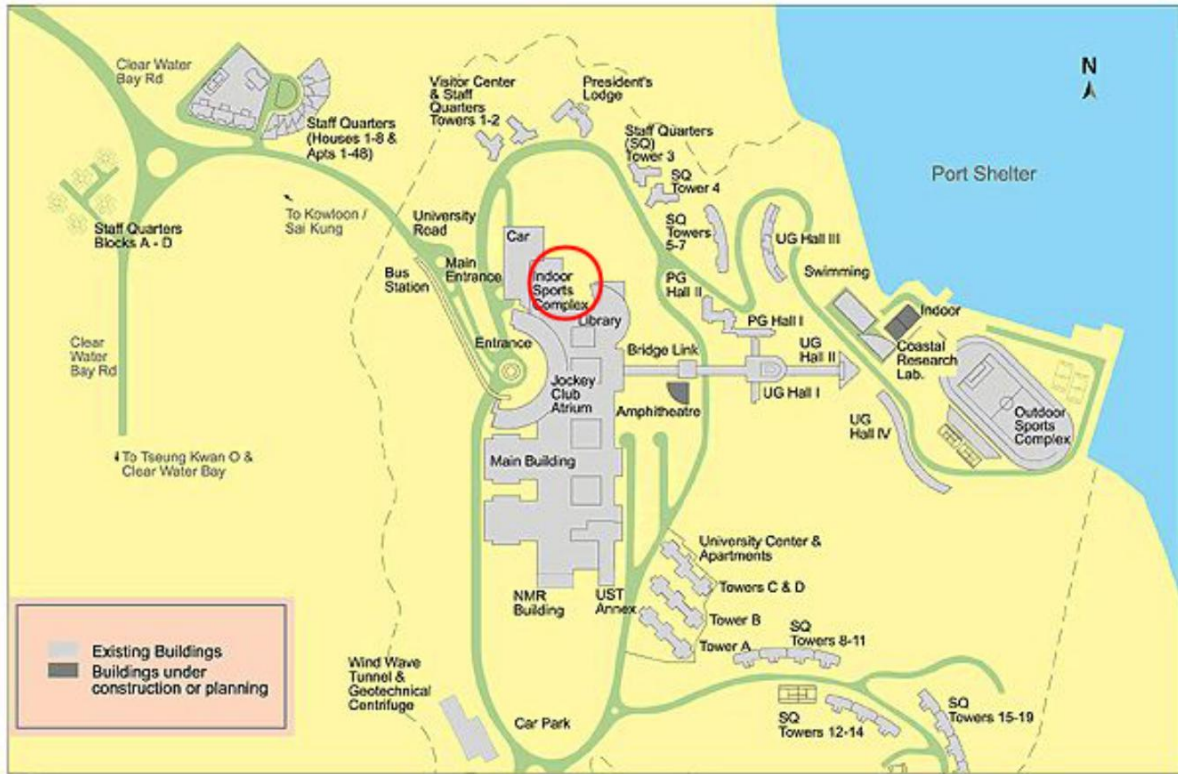 Clear Water
Bay Rd
Visitor Center
& Staff
Quarters
Towers 1-2
President's
Lodge
N
Staff Quarters
(Houses 1-8 &
Apts 1-48)
Staff Quarters
(SQ)
Tower 3
SQ
Tower 4
Port Shelter
To Kowloon /
Sai Kung
University
Road
Staff Quarters
Blocks A - D
Car
SQ
Towers
5-7
UG Hall III
Main
Entrance
Bus
Station
Indoor
Sports
Complex
Swimming
PG
Hall II
Library
PG Hall I
Indoor
Clear
Water
Bay Rd
Entrance
Bridge Link
UG
Hall II
Coastal
Research
Lab.
Jockey
Club
Atrium
Amphitheatre
UG Hall I
UG
Hall IV
Outdoor
Sports
Complex
To Tseung Kwan O &
Clear Water Bay
Main Building
University Center &
Apartments
Towers C & D
NMR
Building
UST
Annex
Tower B
Tower A
SQ
Towers 8-11
Existing Buildings
Buildings under
construction or planning
Wind Wave
Tunnel &
Geotechnical
Centrifuge
Car Park
SQ
Towers 12-14
SQ
Towers 15-19